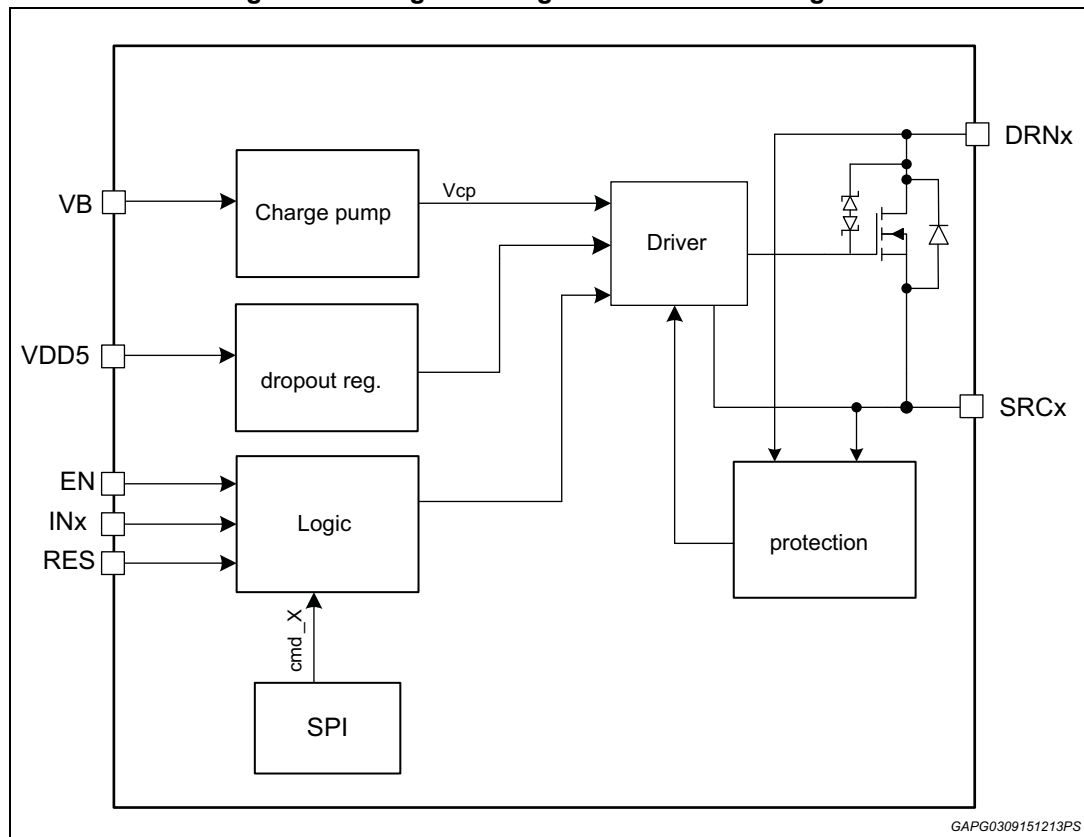 DRNx
VB
Charge pump
Vcp
Driver
VDD5
dropout reg.
SRCx
EN
INx
RES
Logic
protection
cmd_X
SPI
GAPG0309151213PS